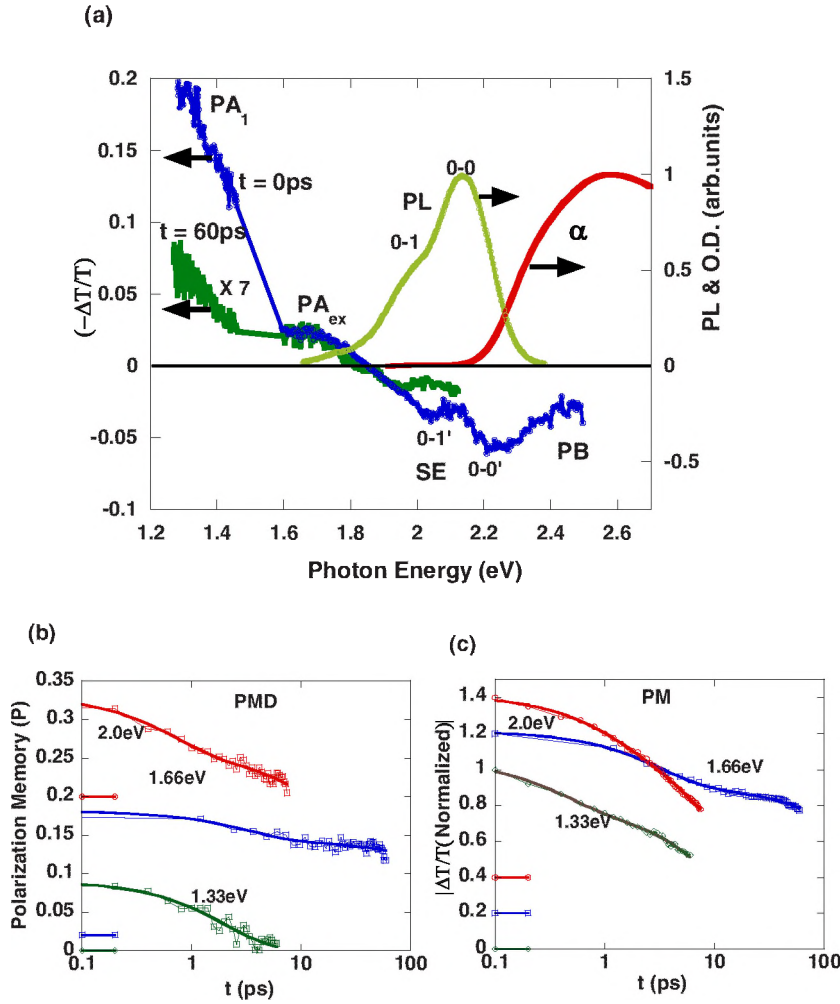 (a)
0.2
0.15
0.1
0.05
0
-0.05
-0.1
(−ΔT/T)
1.2 1.4 1.6 1.8 2 2.2 2.4 2.6
Photon Energy (eV)
1.5
1
0.5
0
-0.5
PL & O.D. (arb.units)
PA1
t = 0ps
t = 60ps
X 7
PAex
PL
0-0
0-1
α
0-1'
SE
0-0'
PB
(b)
0.35
0.3
0.25
0.2
0.15
0.1
0.05
0
Polarization Memory (P)
PMD
2.0eV
1.66eV
1.33eV
0.1 1 10 100
t (ps)
(c)
1.4
1.2
1
0.8
0.6
0.4
0.2
0
|ΔT/T(Normalized)|
PM
2.0eV
1.66eV
1.33eV
0.1 1 10 100
t (ps)